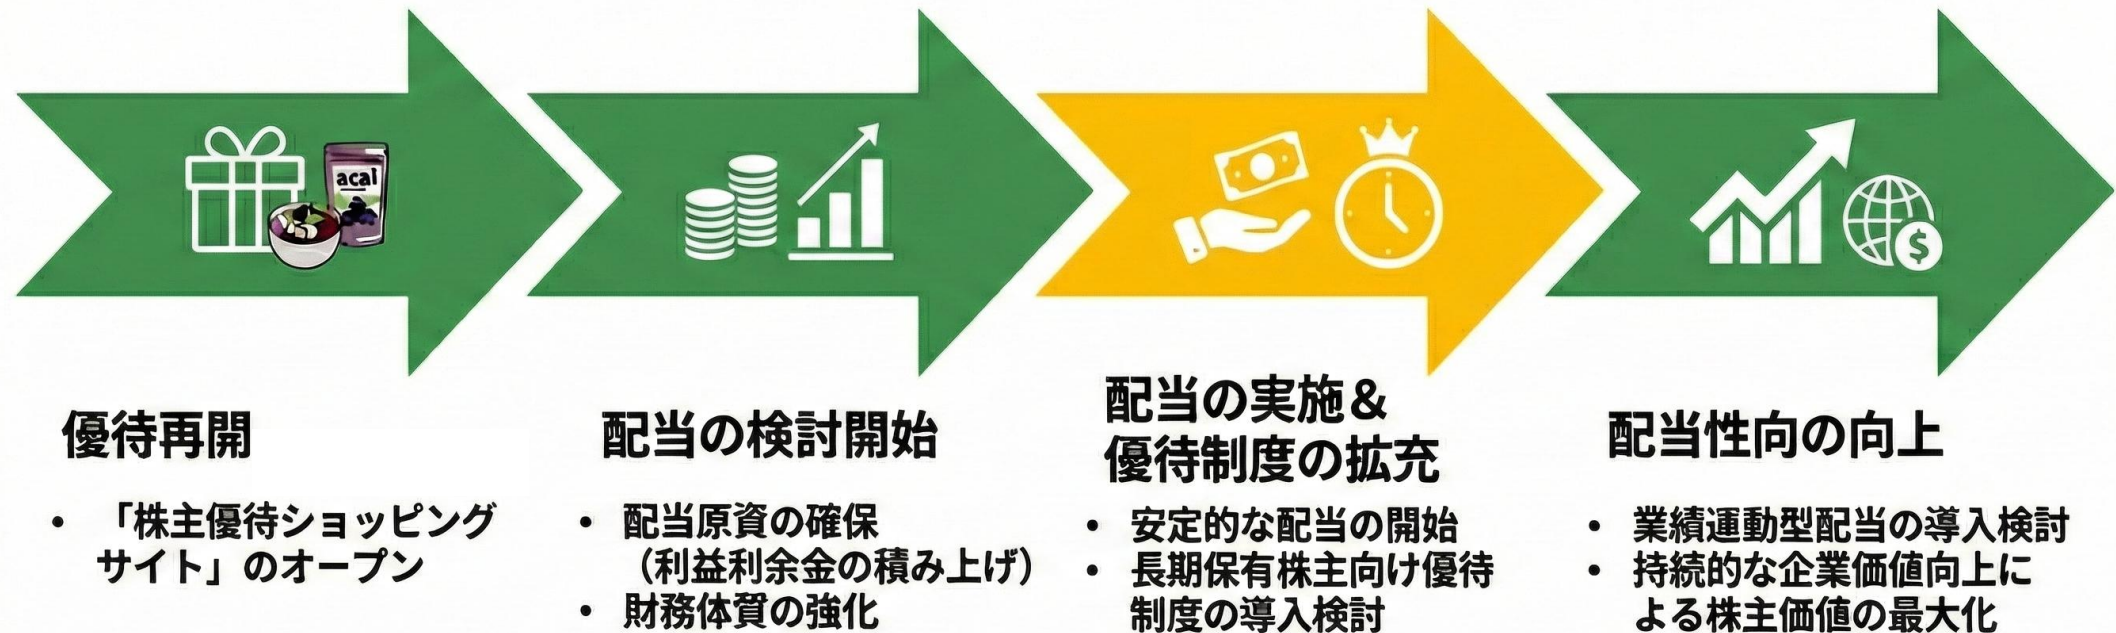 acai
優待再開
• 「株主優待ショッピング
サイト」のオープン
配当の検討開始
• 配当原資の確保
（利益利余金の積み上げ）
• 財務体質の強化
配当の実施＆
優待制度の拡充
• 安定的な配当の開始
• 長期保有株主向け優待
制度の導入検討
配当性向の向上
• 業績運動型配当の導入検討
• 持続的な企業価値向上に
よる株主価値の最大化